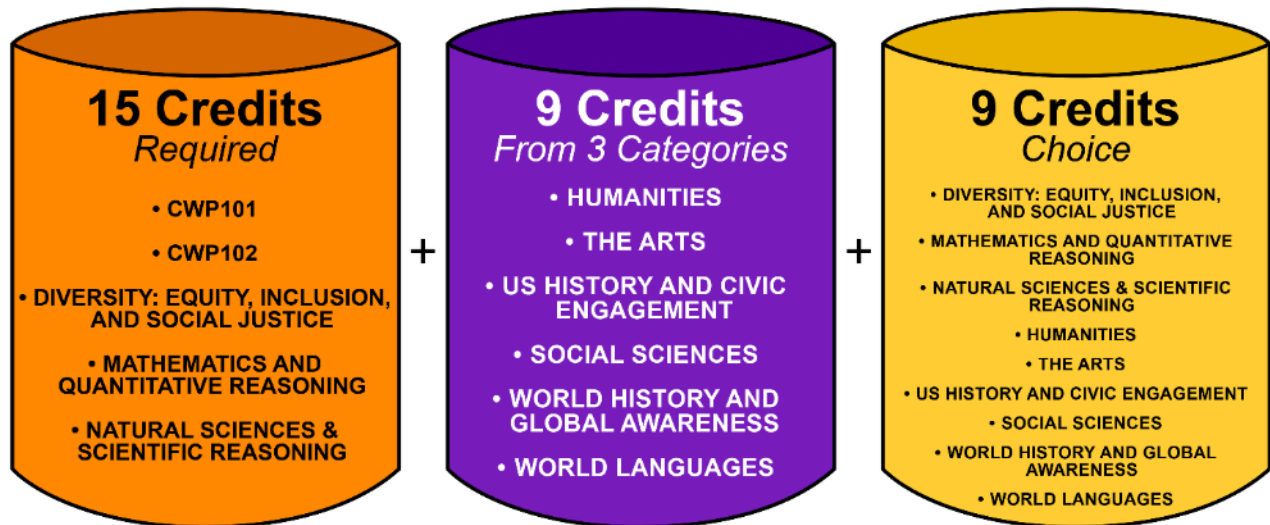 15 Credits
Required
• CWP101
• CWP102
• DIVERSITY: EQUITY, INCLUSION,
AND SOCIAL JUSTICE
• MATHEMATICS AND
QUANTITATIVE REASONING
• NATURAL SCIENCES &
SCIENTIFIC REASONING
+
9 Credits
From 3 Categories
• HUMANITIES
• THE ARTS
• US HISTORY AND CIVIC
ENGAGEMENT
• SOCIAL SCIENCES
• WORLD HISTORY AND
GLOBAL AWARENESS
• WORLD LANGUAGES
+
9 Credits
Choice
• DIVERSITY: EQUITY, INCLUSION,
AND SOCIAL JUSTICE
• MATHEMATICS AND QUANTITATIVE
REASONING
• NATURAL SCIENCES & SCIENTIFIC
REASONING
• HUMANITIES
• THE ARTS
• US HISTORY AND CIVIC ENGAGEMENT
• SOCIAL SCIENCES
• WORLD HISTORY AND GLOBAL
AWARENESS
• WORLD LANGUAGES